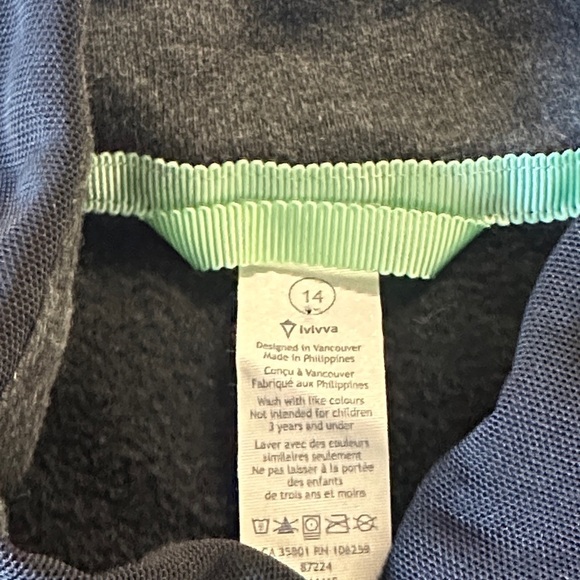 14
ivivva
Designed in Vancouver
Made in Philippines
Conçu à Vancouver
Fabriqué aux Philippines
Wash with like colours
Not intended for children
3 years and under
Laver avec des couleurs
similaires seulement
Ne pas laisser à la portée
des enfants
de trois ans et moins
CA 35801 RN 106259
87224